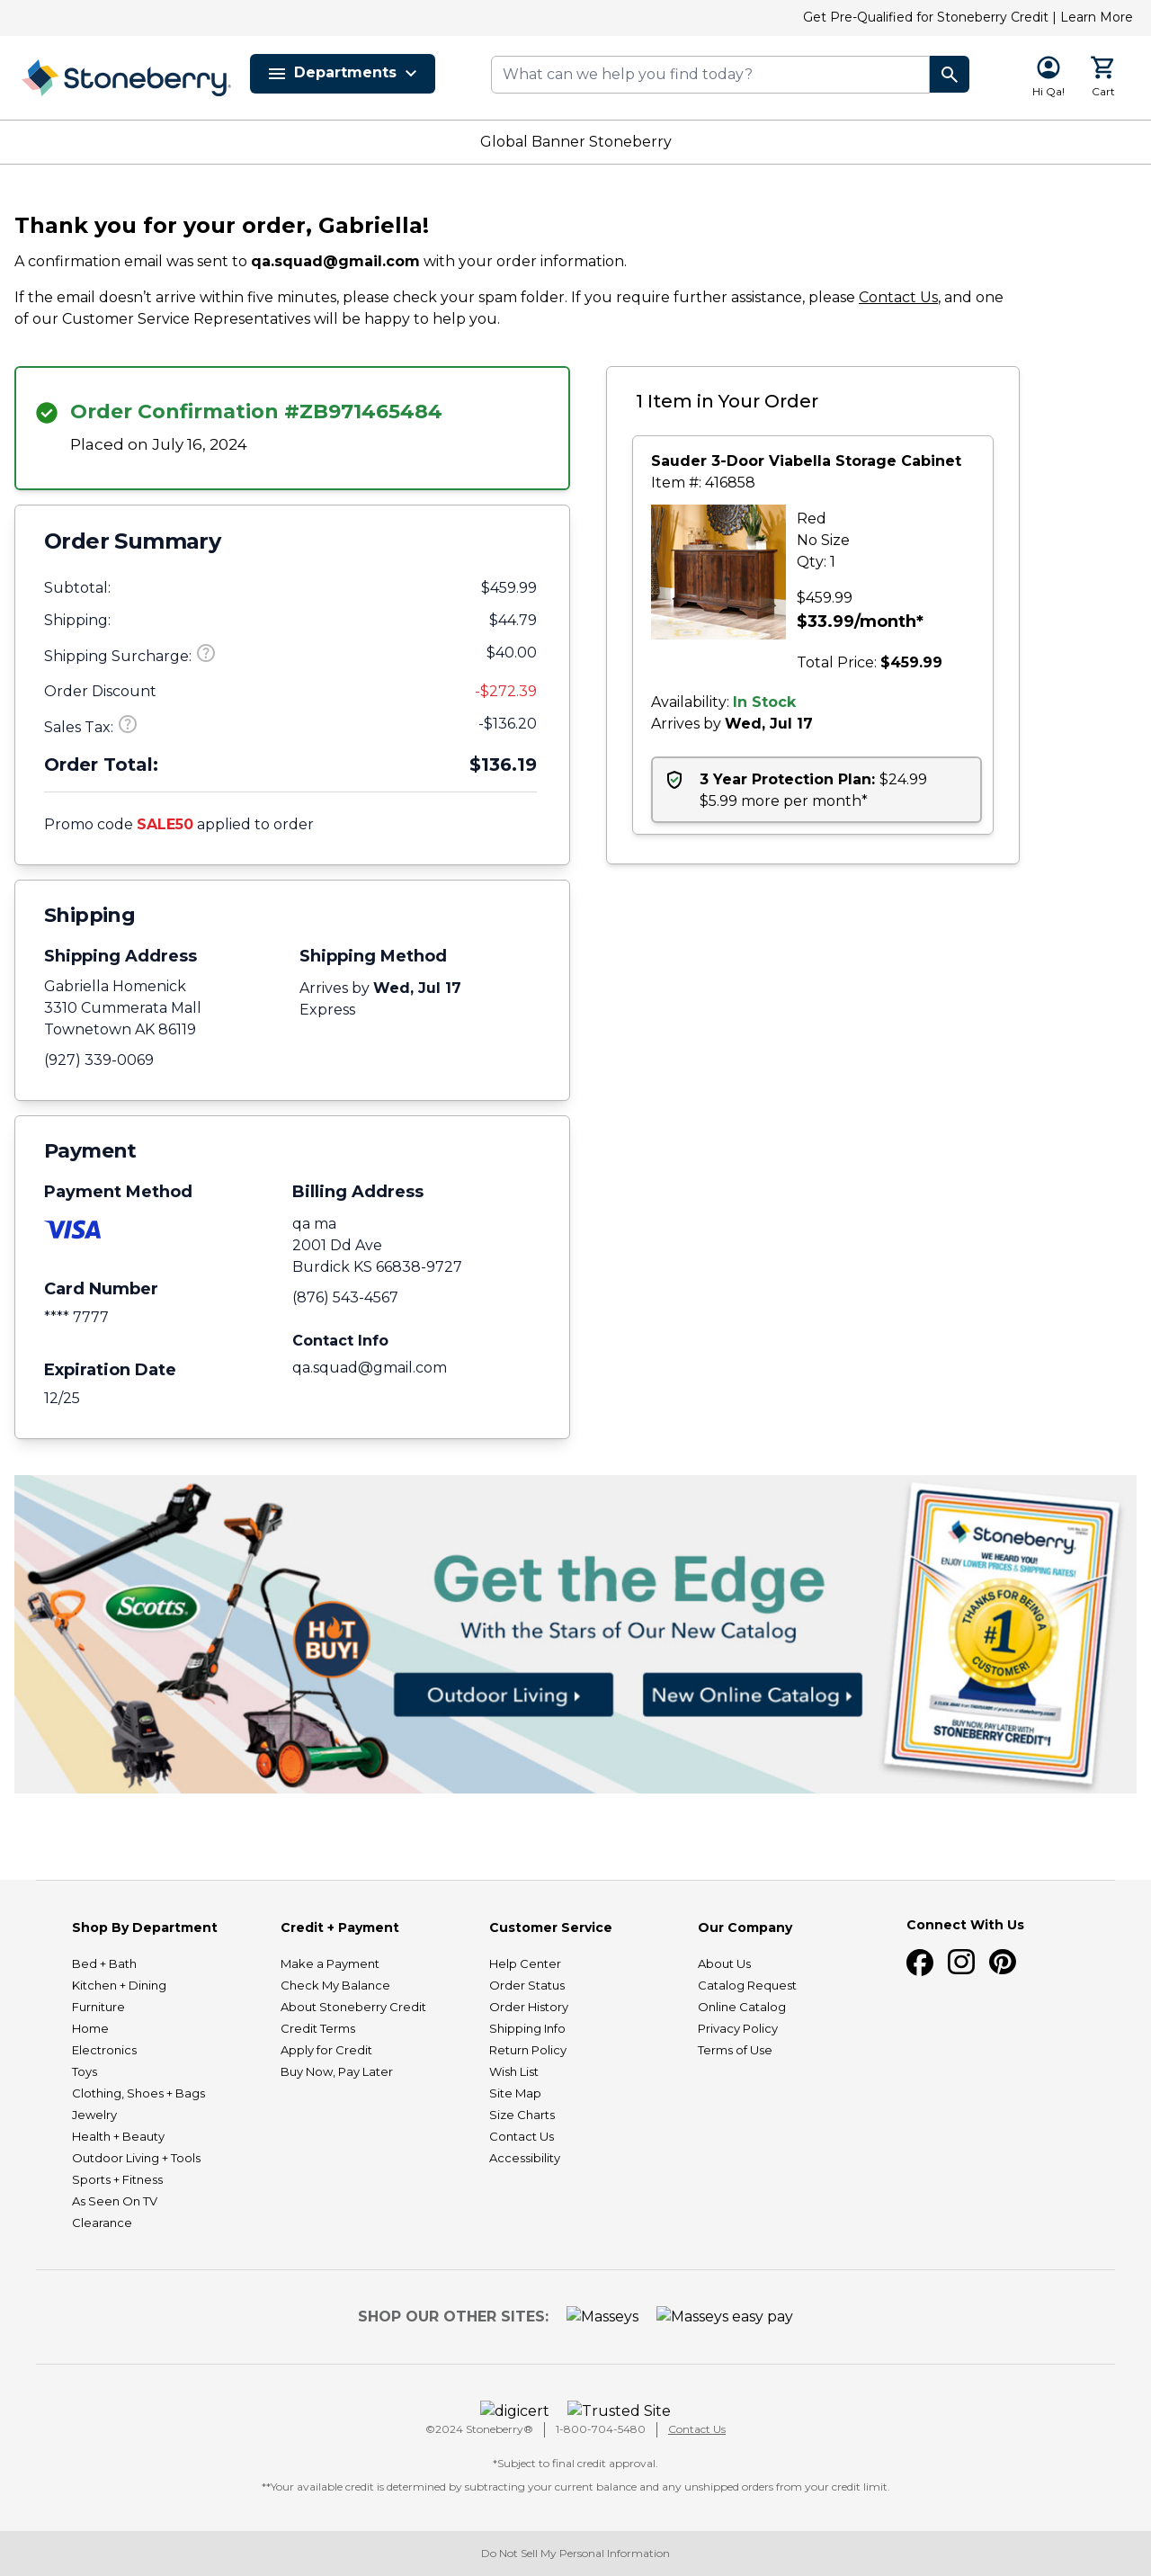 Get Pre-Qualified for Stoneberry Credit | Learn More
Stoneberry
Departments
What can we help you find today?
Hi Qa!
Cart
Global Banner Stoneberry
Thank you for your order, Gabriella!
A confirmation email was sent to qa.squad@gmail.com with your order information.
If the email doesn’t arrive within five minutes, please check your spam folder. If you require further assistance, please Contact Us, and one
of our Customer Service Representatives will be happy to help you.
Order Confirmation #ZB971465484
Placed on July 16, 2024
Order Summary
Subtotal: $459.99
Shipping: $44.79
Shipping Surcharge: ? $40.00
Order Discount -$272.39
Sales Tax: ? -$136.20
Order Total: $136.19
Promo code SALE50 applied to order
1 Item in Your Order
Sauder 3-Door Viabella Storage Cabinet
Item #: 416858
Red
No Size
Qty: 1
$459.99
$33.99/month*
Total Price: $459.99
Availability: In Stock
Arrives by Wed, Jul 17
3 Year Protection Plan: $24.99
$5.99 more per month*
Shipping
Shipping Address
Gabriella Homenick
3310 Cummerata Mall
Townetown AK 86119
(927) 339-0069
Shipping Method
Arrives by Wed, Jul 17
Express
Payment
Payment Method
VISA
Card Number
**** 7777
Expiration Date
12/25
Billing Address
qa ma
2001 Dd Ave
Burdick KS 66838-9727
(876) 543-4567
Contact Info
qa.squad@gmail.com
Scotts
HOT
BUY!
Get the Edge
With the Stars of Our New Catalog
Outdoor Living
New Online Catalog
Stoneberry
WE HEARD YOU!
ENJOY LOWER PRICES & SHIPPING RATES!
THANKS FOR BEING A
#1
CUSTOMER!
BUY NOW, PAY LATER WITH
STONEBERRY CREDIT!
Shop By Department
Bed + Bath
Kitchen + Dining
Furniture
Home
Electronics
Toys
Clothing, Shoes + Bags
Jewelry
Health + Beauty
Outdoor Living + Tools
Sports + Fitness
As Seen On TV
Clearance
Credit + Payment
Make a Payment
Check My Balance
About Stoneberry Credit
Credit Terms
Apply for Credit
Buy Now, Pay Later
Customer Service
Help Center
Order Status
Order History
Shipping Info
Return Policy
Wish List
Site Map
Size Charts
Contact Us
Accessibility
Our Company
About Us
Catalog Request
Online Catalog
Privacy Policy
Terms of Use
Connect With Us
SHOP OUR OTHER SITES: Masseys Masseys easy pay
digicert Trusted Site
©2024 Stoneberry® | 1-800-704-5480 | Contact Us
*Subject to final credit approval.
**Your available credit is determined by subtracting your current balance and any unshipped orders from your credit limit.
Do Not Sell My Personal Information